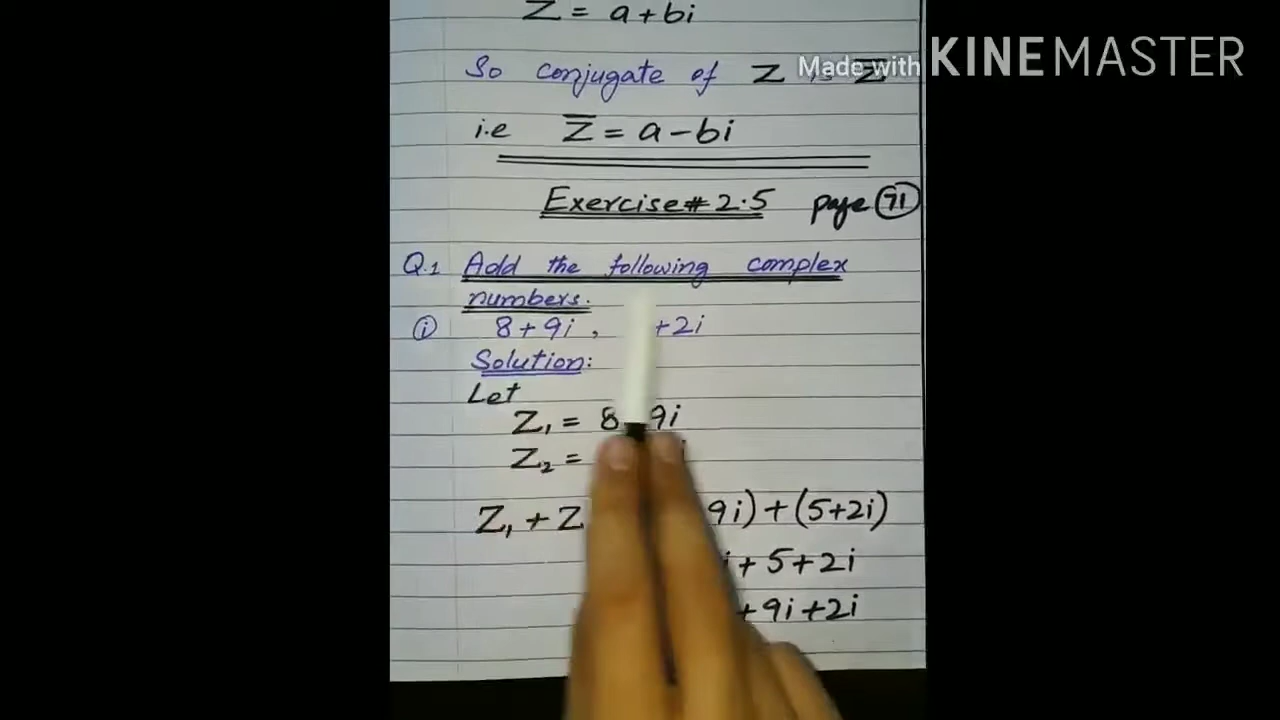 Z = a + bi
So conjugate of Z is Z̅
i.e Z̅ = a - bi
Exercise# 2.5 page 71
Q.1 Add the following complex
numbers.
i 8 + 9i , +2i
Solution:
Let
Z₁ = 8 9i
Z₂ = i
Z₁ + Z 9i) + (5+2i)
i + 5 + 2i
+ 9i + 2i
Made with KINEMASTER